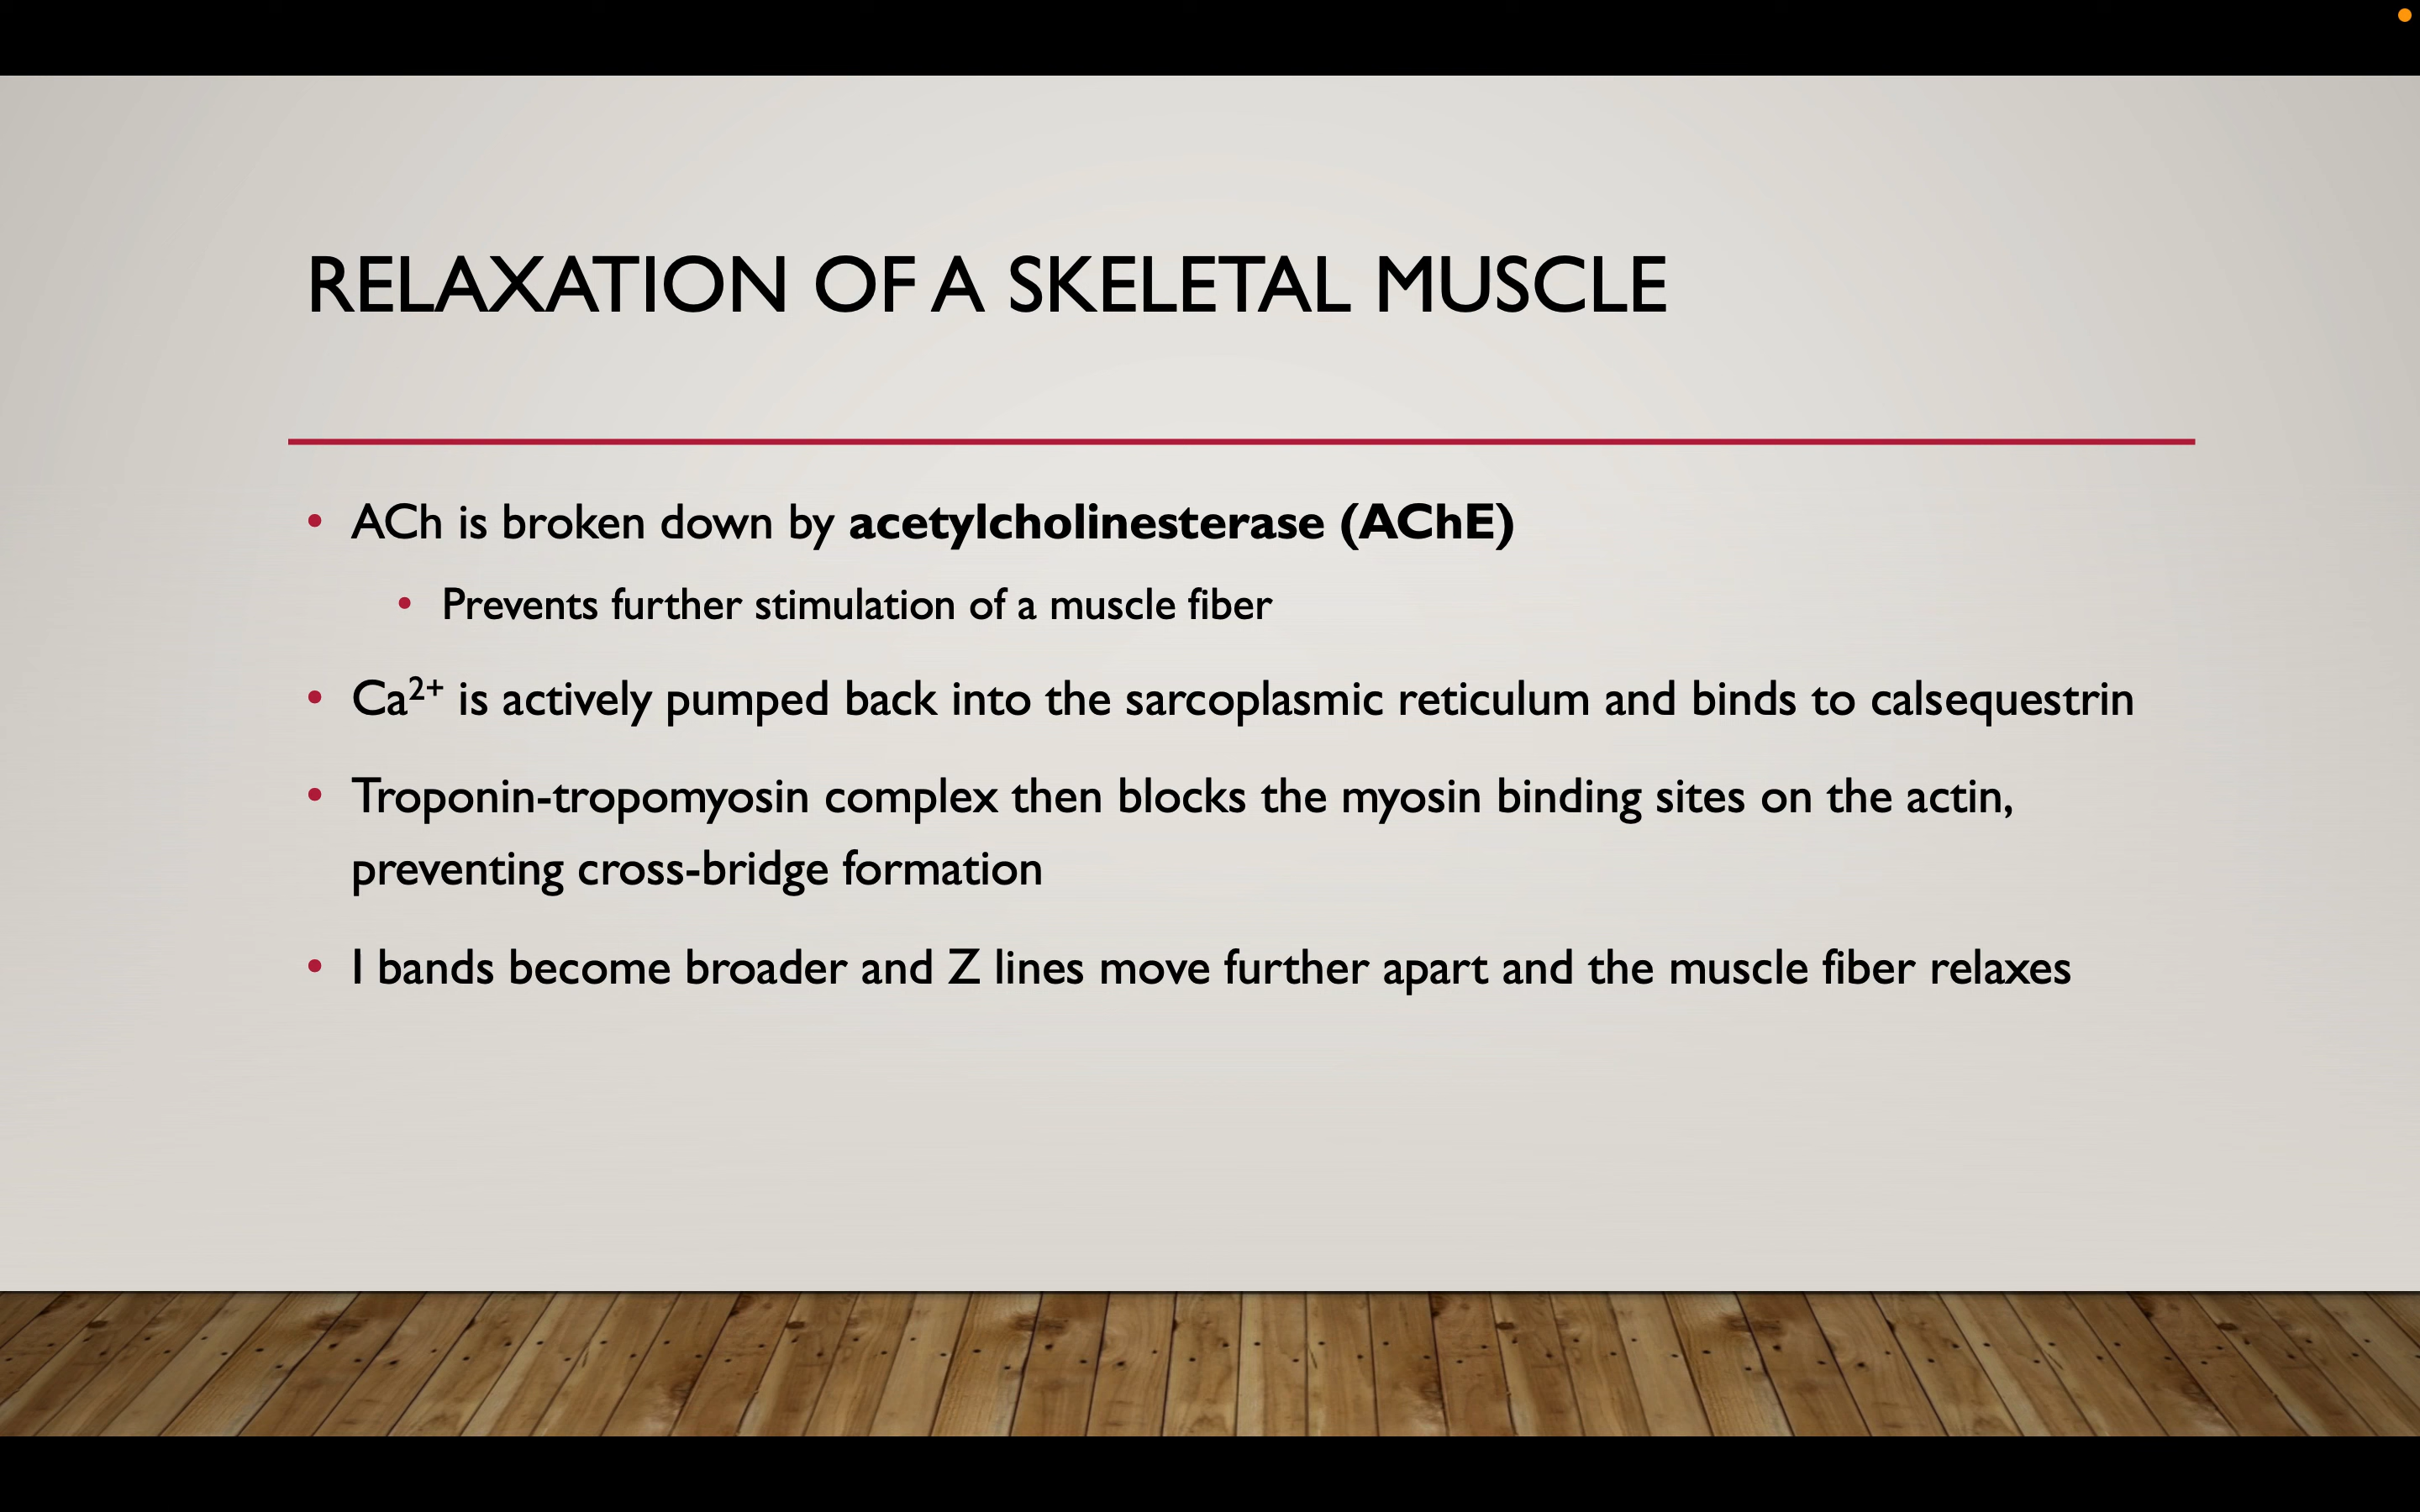 RELAXATION OF A SKELETAL MUSCLE
• ACh is broken down by acetylcholinesterase (AChE)
• Prevents further stimulation of a muscle fiber
• Ca²⁺ is actively pumped back into the sarcoplasmic reticulum and binds to calsequestrin
• Troponin-tropomyosin complex then blocks the myosin binding sites on the actin,
preventing cross-bridge formation
• I bands become broader and Z lines move further apart and the muscle fiber relaxes